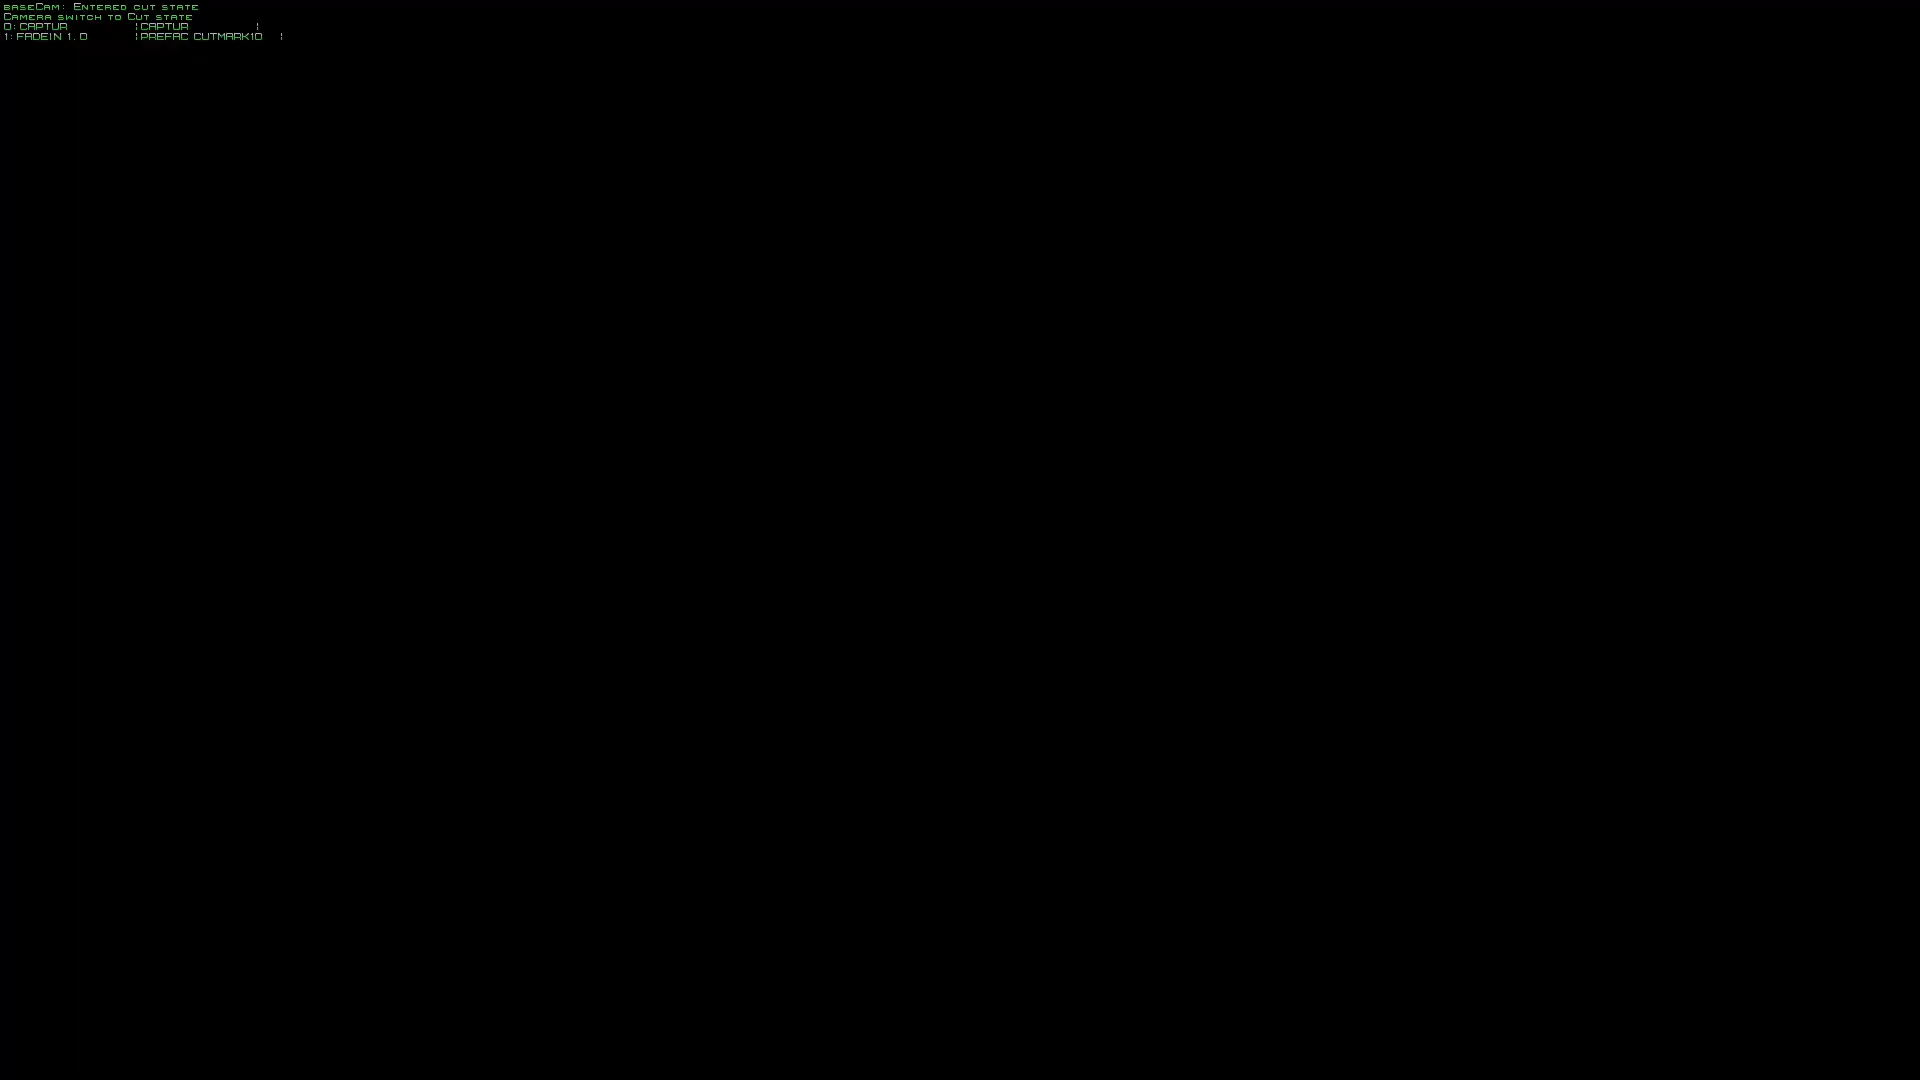 baseCam: Entered cut state
Camera switch to Cut state
0: CAPTUR |CAPTUR |
1: FADEIN 1.0 |PREFAC CUTMARK10 |